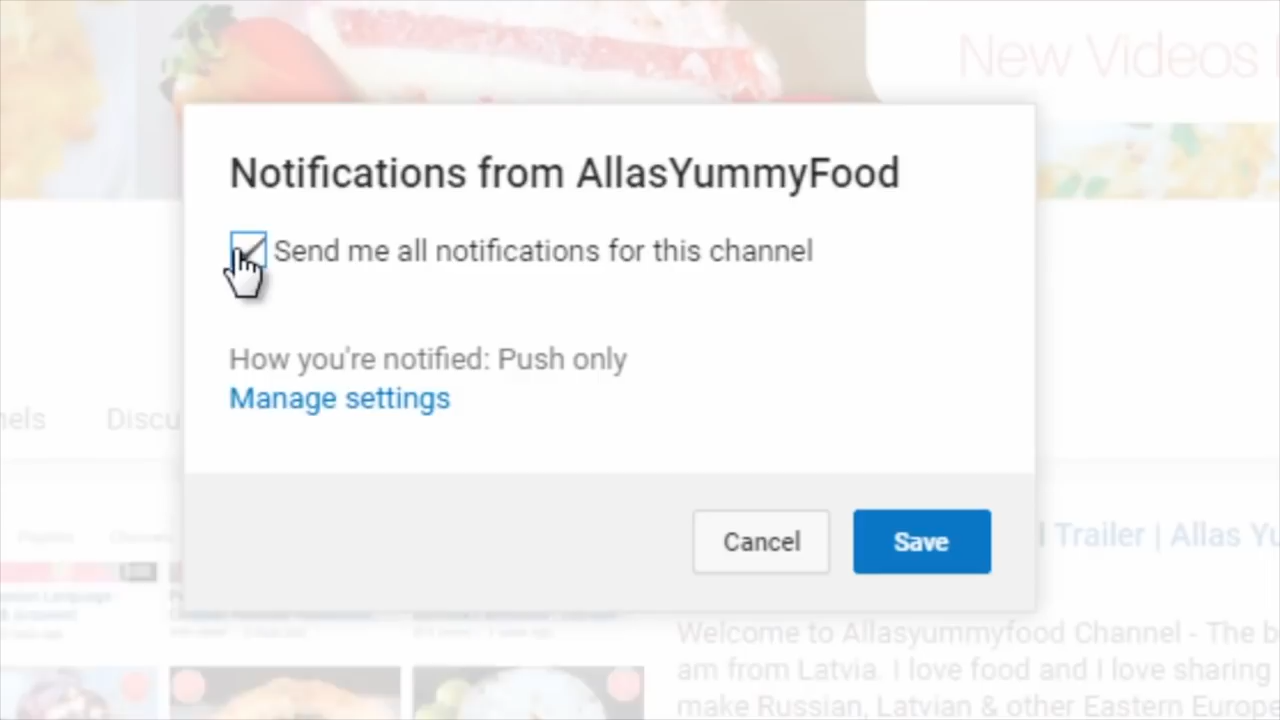 New Videos
Notifications from AllasYummyFood
Send me all notifications for this channel
How you're notified: Push only
Manage settings
nels Discu
Cancel Save
l Trailer | Allas Yu
Welcome to Allasyummyfood Channel - The b
am from Latvia. I love food and I love sharing
make Russian, Latvian & other Eastern Europe